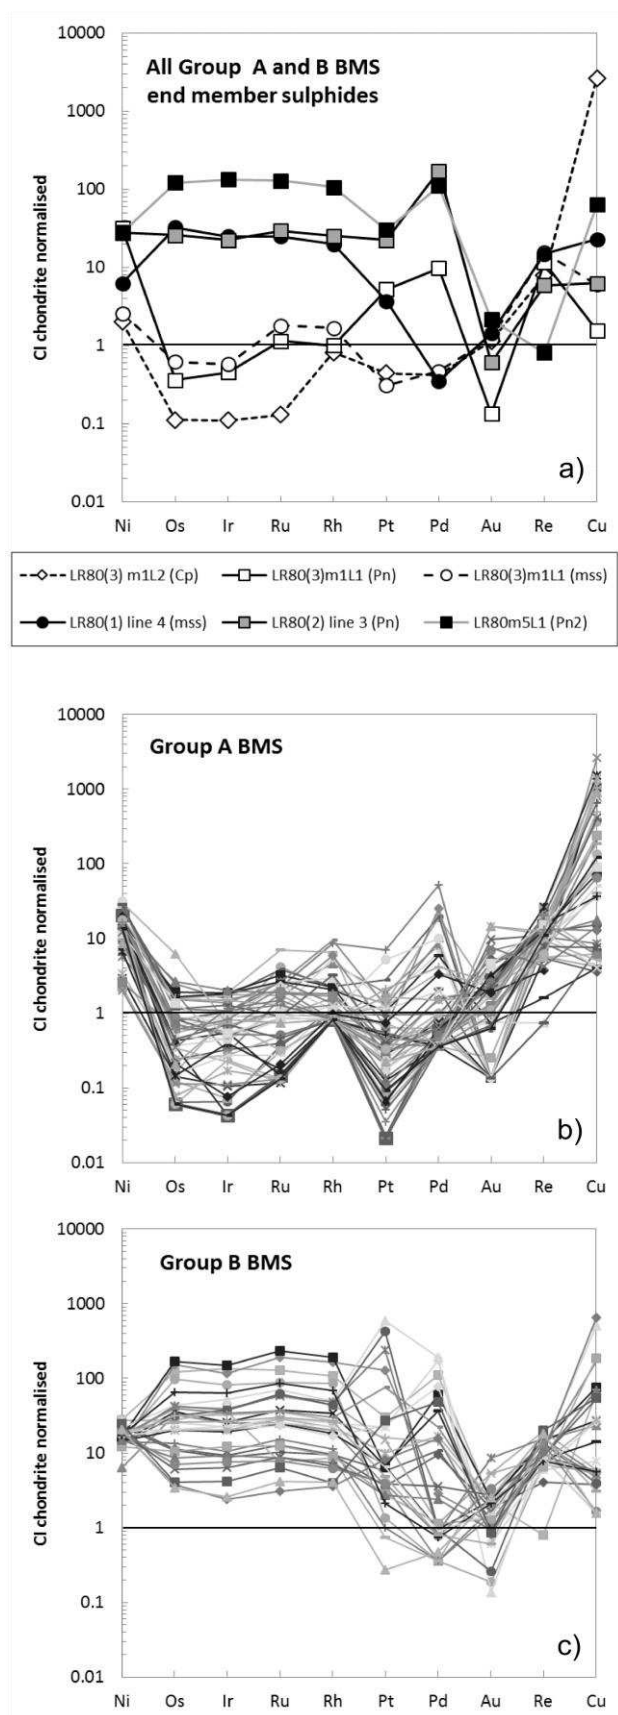 All Group A and B BMS
end member sulphides
CI chondrite normalised
10000
1000
100
10
1
0.1
0.01
a)
Ni Os Ir Ru Rh Pt Pd Au Re Cu
LR80(3) m1L2 (Cp) LR80(3)m1L1 (Pn) LR80(3)m1L1 (mss)
LR80(1) line 4 (mss) LR80(2) line 3 (Pn) LR80m5L1 (Pn2)
Group A BMS
CI chondrite normalised
10000
1000
100
10
1
0.1
0.01
b)
Ni Os Ir Ru Rh Pt Pd Au Re Cu
Group B BMS
CI chondrite normalised
10000
1000
100
10
1
0.1
0.01
c)
Ni Os Ir Ru Rh Pt Pd Au Re Cu